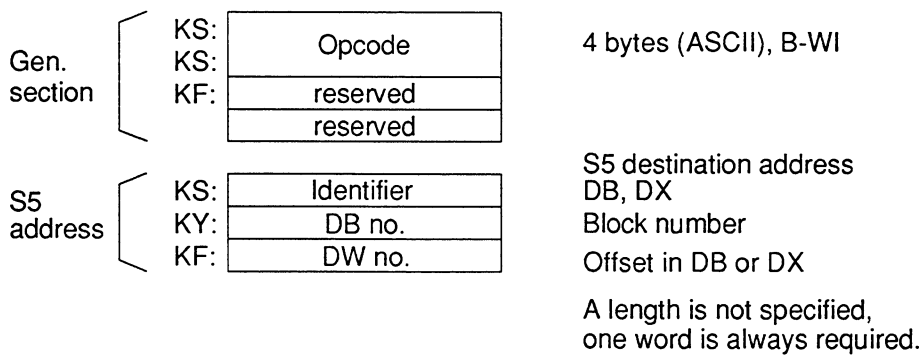 KS: Opcode 4 bytes (ASCII), B-WI
Gen. KS:
section KF: reserved
reserved
S5 destination address
KS: Identifier DB, DX
S5 KY: DB no. Block number
address KF: DW no. Offset in DB or DX
A length is not specified,
one word is always required.